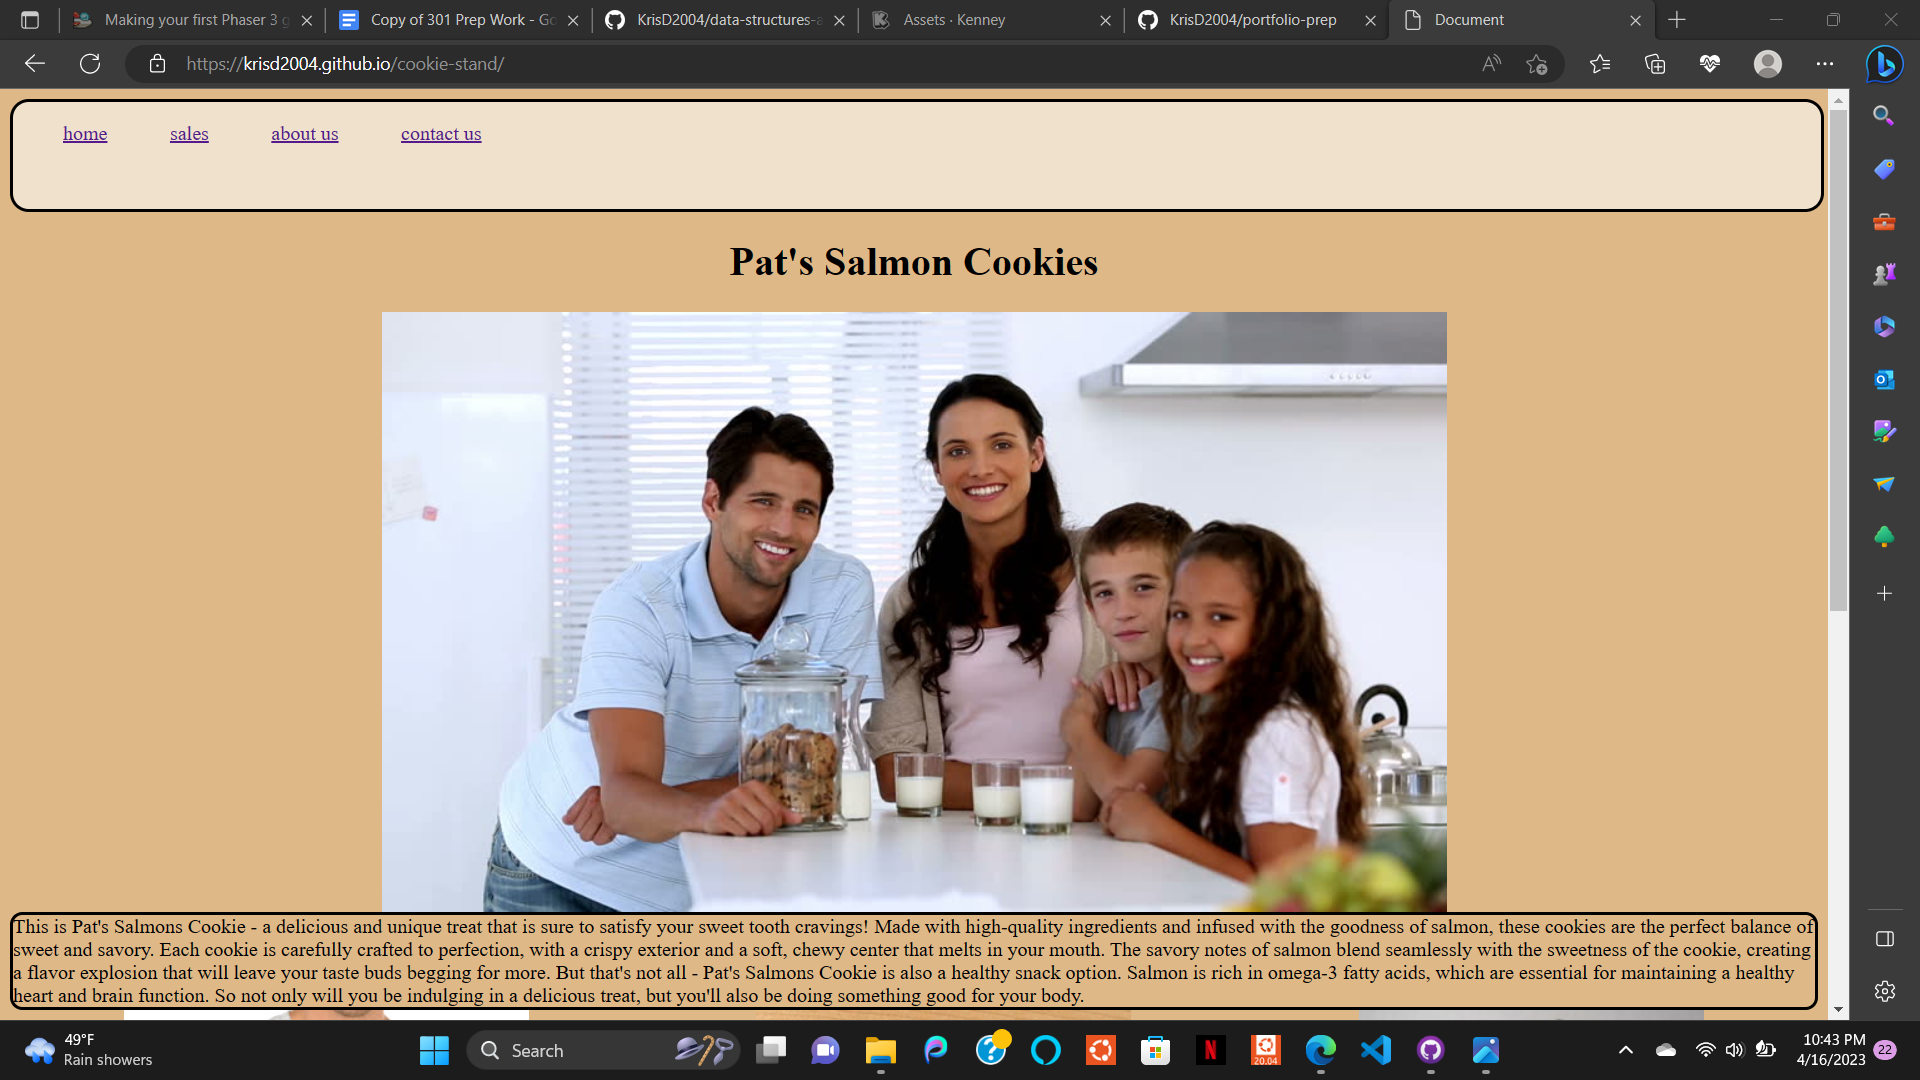 Making your first Phaser 3 g
Copy of 301 Prep Work - Go
KrisD2004/data-structures-a
Assets · Kenney
KrisD2004/portfolio-prep
Document
https://krisd2004.github.io/cookie-stand/
home sales about us contact us
Pat's Salmon Cookies
This is Pat's Salmons Cookie - a delicious and unique treat that is sure to satisfy your sweet tooth cravings! Made with high-quality ingredients and infused with the goodness of salmon, these cookies are the perfect balance of
sweet and savory. Each cookie is carefully crafted to perfection, with a crispy exterior and a soft, chewy center that melts in your mouth. The savory notes of salmon blend seamlessly with the sweetness of the cookie, creating
a flavor explosion that will leave your taste buds begging for more. But that's not all - Pat's Salmons Cookie is also a healthy snack option. Salmon is rich in omega-3 fatty acids, which are essential for maintaining a healthy
heart and brain function. So not only will you be indulging in a delicious treat, but you'll also be doing something good for your body.
49°F
Rain showers
Search
20.04
10:43 PM
4/16/2023
22